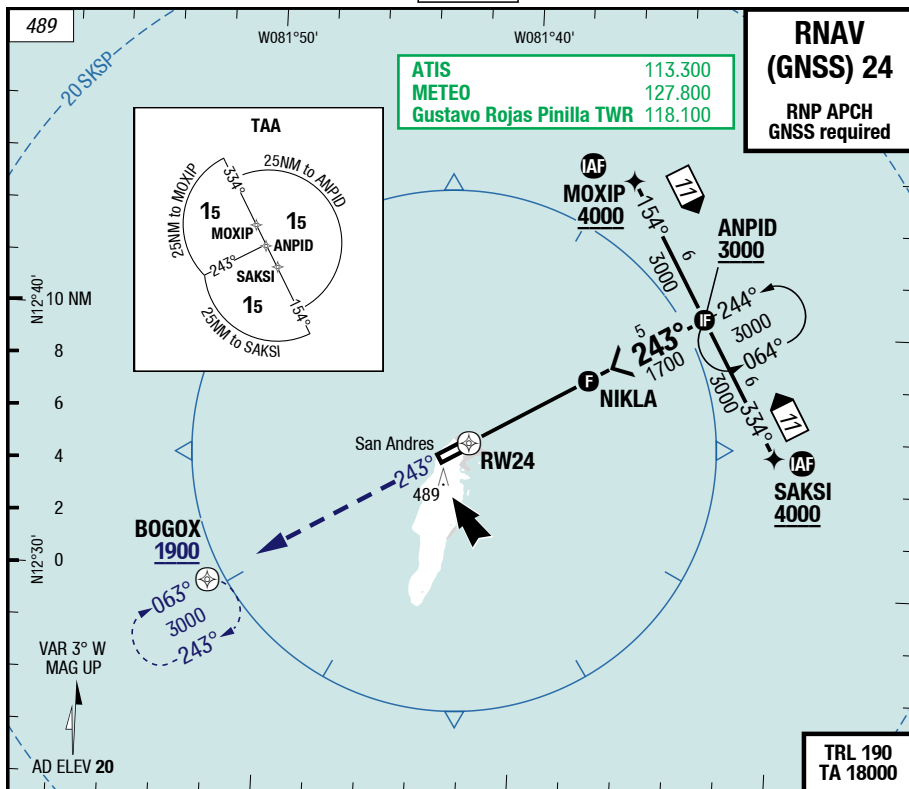 489
W081°50'
W081°40'
RNAV
(GNSS) 24
RNP APCH
GNSS required
20 SKSP
ATIS 113.300
METEO 127.800
Gustavo Rojas Pinilla TWR 118.100
TAA
25NM to MOXIP
334°
25NM to ANPID
15
15
MOXIP
ANPID
243°
SAKSI
15
154°
25NM to SAKSI
IAF
MOXIP
4000
11
154°
6
3000
ANPID
3000
IF
244°
3000
064°
N12°40'
10 NM
8
6
4
2
0
N12°30'
5
243°
1700
F
NIKLA
6
3000
334°
11
IAF
SAKSI
4000
San Andres
RW24
243°
489
BOGOX
1900
063°
3000
243°
VAR 3° W
MAG UP
AD ELEV 20
TRL 190
TA 18000